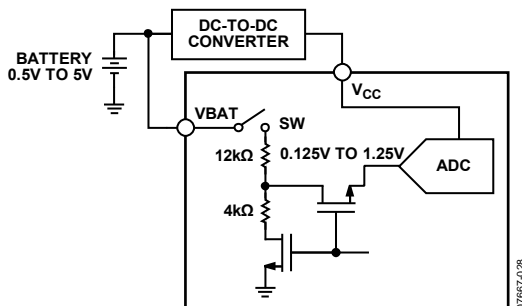 DC-TO-DC
CONVERTER
BATTERY
0.5V TO 5V
VCC
VBAT
SW
12kΩ
0.125V TO 1.25V
ADC
4kΩ
07667-028